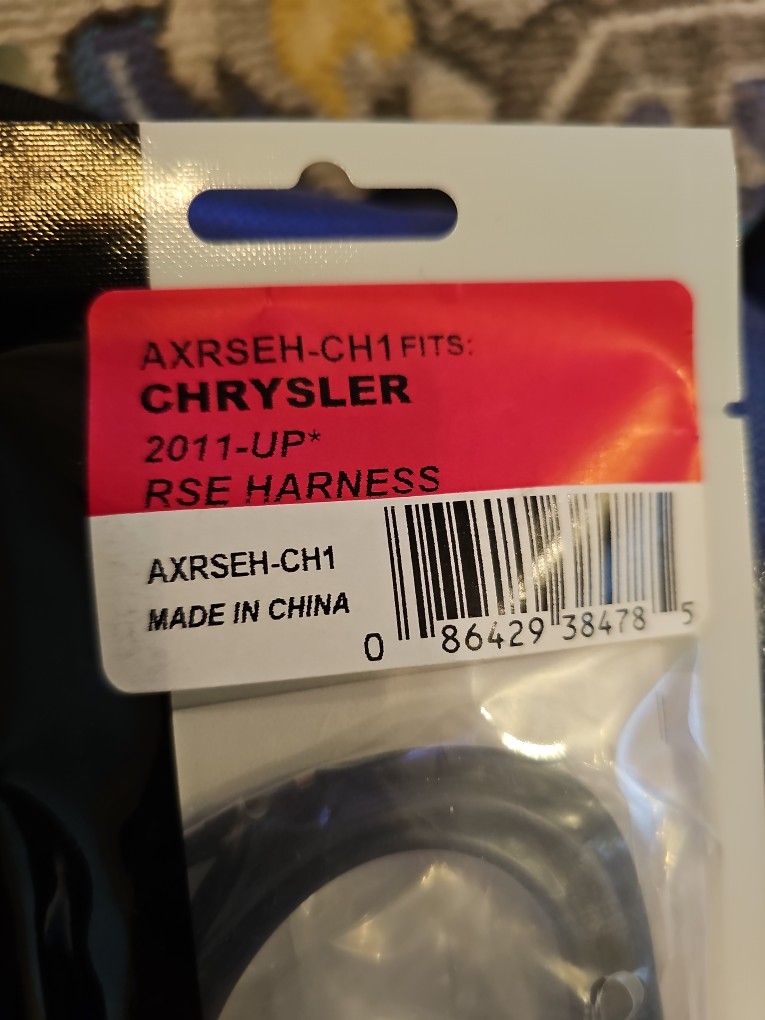 AXRSEH-CH1 FITS:
CHRYSLER
2011-UP*
RSE HARNESS
AXRSEH-CH1
MADE IN CHINA
0 86429 38478 5